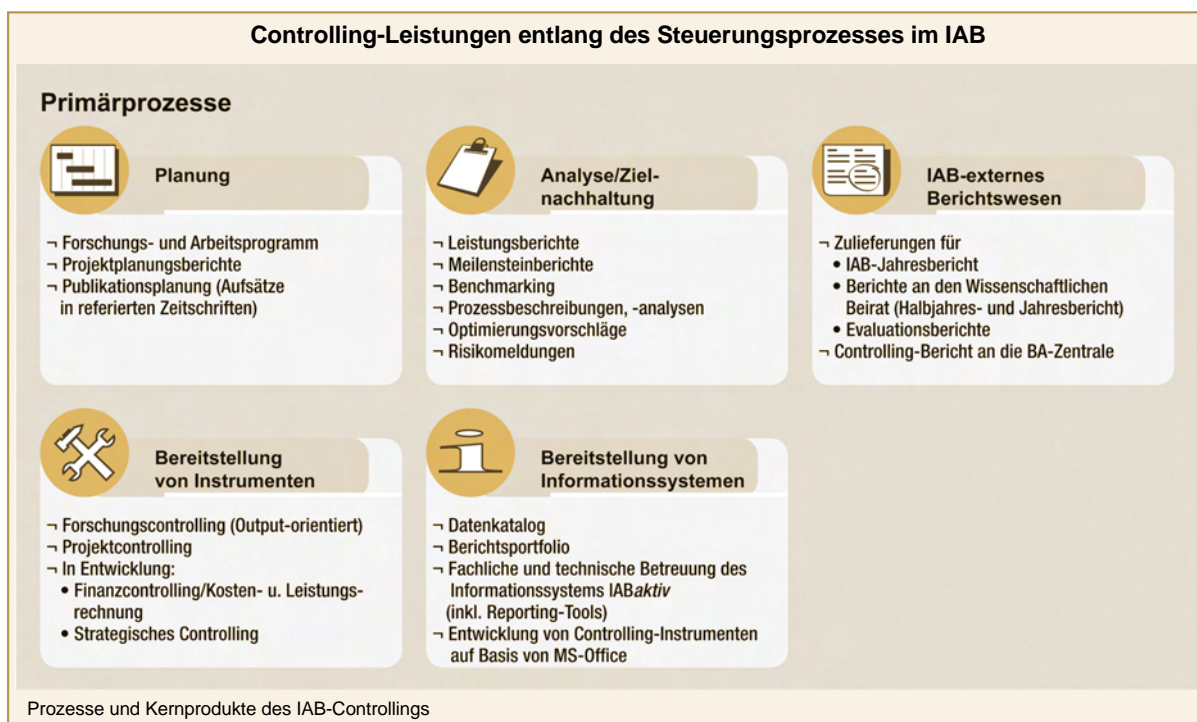 Controlling-Leistungen entlang des Steuerungsprozesses im IAB
Primärprozesse
Planung
¬ Forschungs- und Arbeitsprogramm
¬ Projektplanungsberichte
¬ Publikationsplanung (Aufsätze
in referierten Zeitschriften)
Analyse/Ziel-
nachhaltung
¬ Leistungsberichte
¬ Meilensteinberichte
¬ Benchmarking
¬ Prozessbeschreibungen, -analysen
¬ Optimierungsvorschläge
¬ Risikomeldungen
IAB-externes
Berichtswesen
¬ Zulieferungen für
• IAB-Jahresbericht
• Berichte an den Wissenschaftlichen
Beirat (Halbjahres- und Jahresbericht)
• Evaluationsberichte
¬ Controlling-Bericht an die BA-Zentrale
Bereitstellung
von Instrumenten
¬ Forschungscontrolling (Output-orientiert)
¬ Projektcontrolling
¬ In Entwicklung:
• Finanzcontrolling/Kosten- u. Leistungs-
rechnung
• Strategisches Controlling
Bereitstellung von
Informationssystemen
¬ Datenkatalog
¬ Berichtsportfolio
¬ Fachliche und technische Betreuung des
Informationssystems IABaktiv
(inkl. Reporting-Tools)
¬ Entwicklung von Controlling-Instrumenten
auf Basis von MS-Office
Prozesse und Kernprodukte des IAB-Controllings